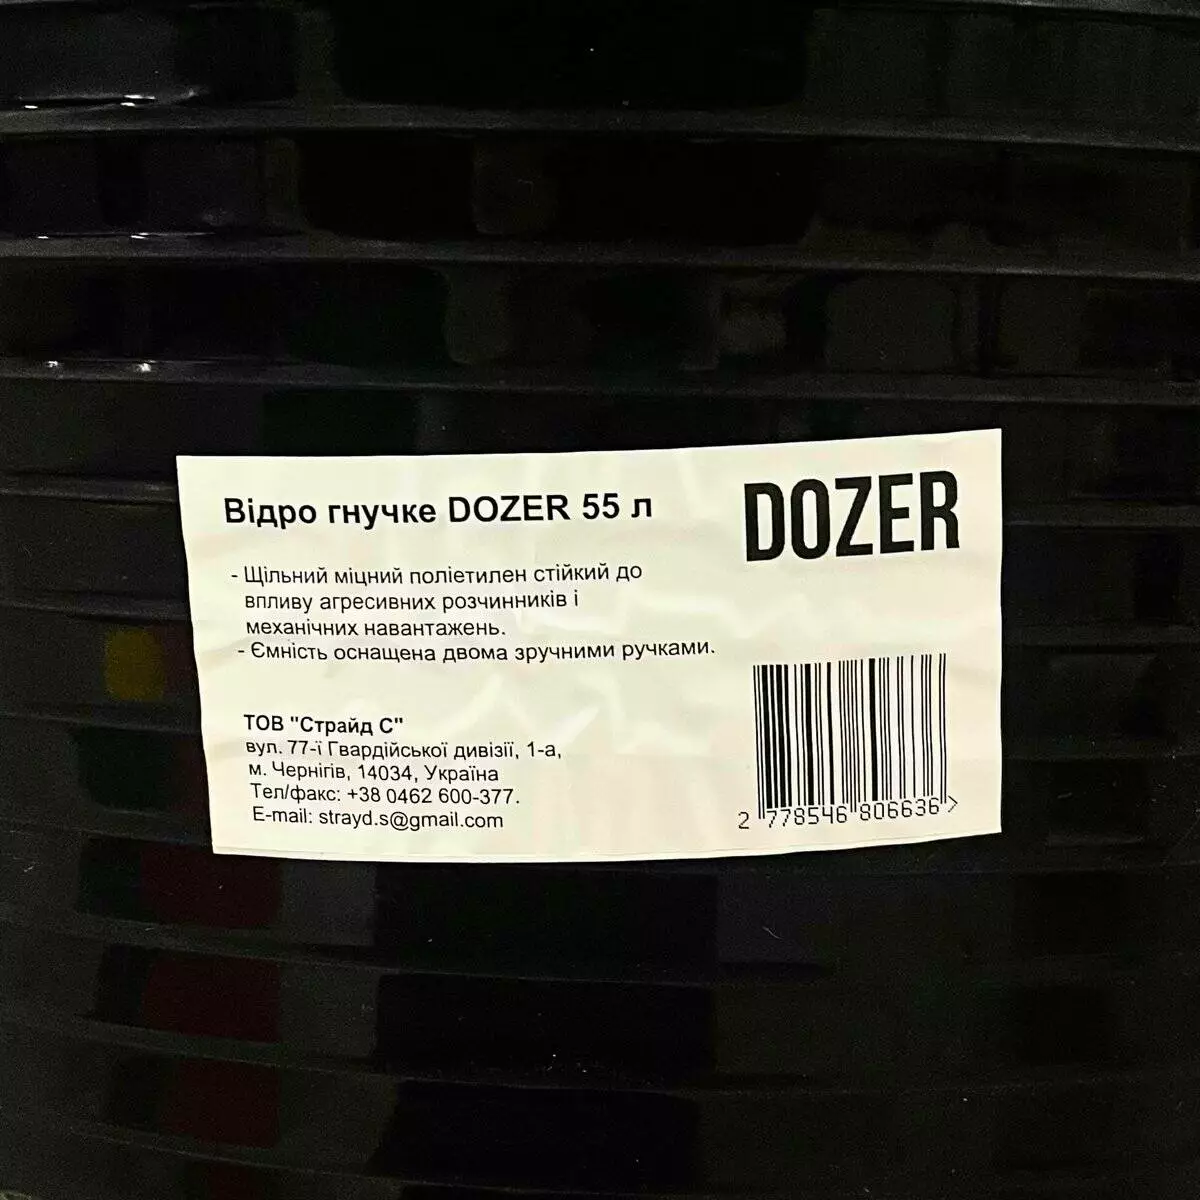 Відро гнучке DOZER 55 л
DOZER
- Щільний міцний поліетилен стійкий до
впливу агресивних розчинників і
механічних навантажень.
- Ємність оснащена двома зручними ручками.
ТОВ "Страйд С"
вул. 77-ї Гвардійської дивізії, 1-а,
м. Чернігів, 14034, Україна
Тел/факс: +38 0462 600-377.
E-mail: strayd.s@gmail.com
2 778546 806636 >